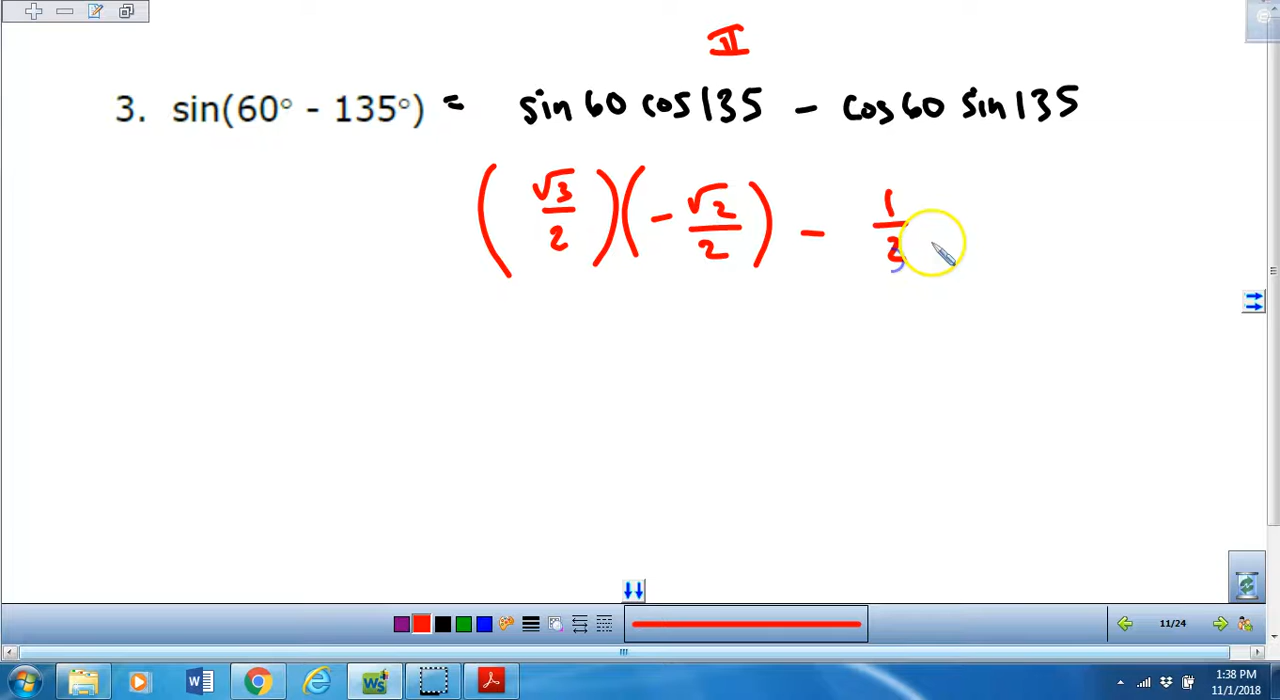 II
3. sin(60° - 135°) = sin 60 cos 135 - cos 60 sin 135
(√3/2)(-√2/2) - 1/2
11/24
1:38 PM
11/1/2018